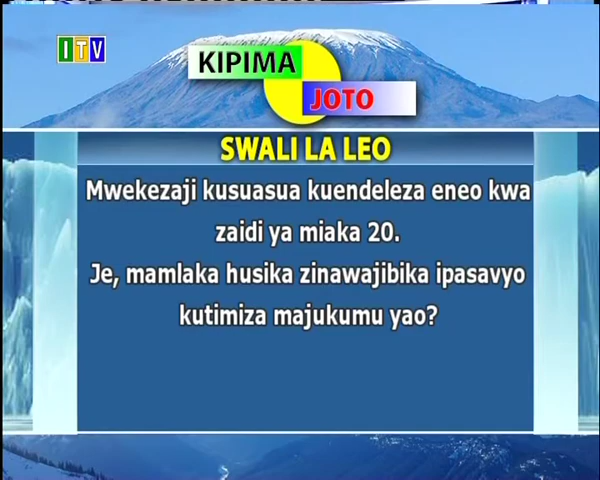 ITV
KIPIMA
JOTO
SWALI LA LEO
Mwekezaji kusuasua kuendeleza eneo kwa
zaidi ya miaka 20.
Je, mamlaka husika zinawajibika ipasavyo
kutimiza majukumu yao?